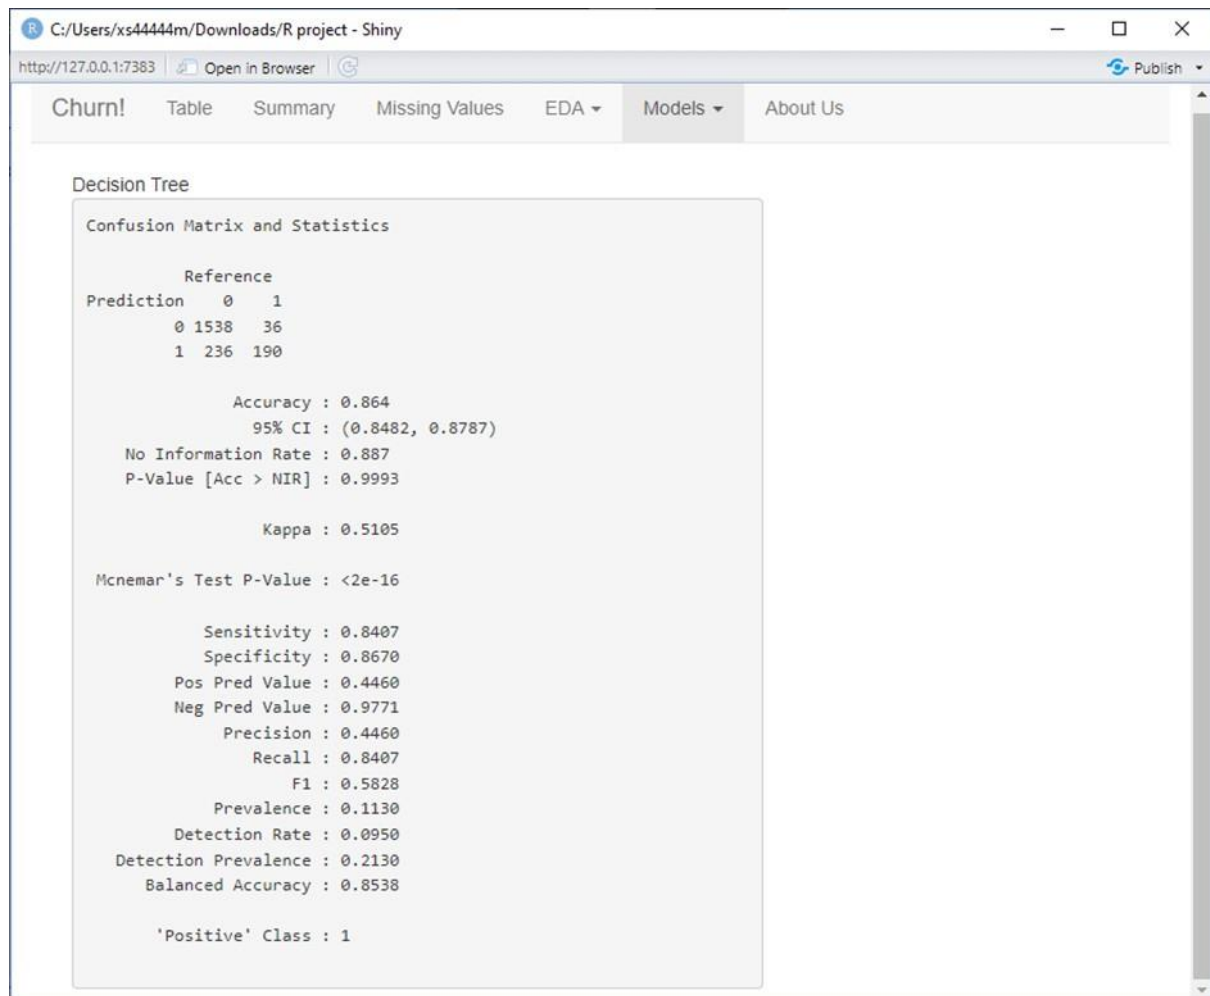 C:/Users/xs44444m/Downloads/R project - Shiny
http://127.0.0.1:7383 Open in Browser Publish
Churn! Table Summary Missing Values EDA Models About Us
Decision Tree
Confusion Matrix and Statistics
Reference
Prediction 0 1
0 1538 36
1 236 190
Accuracy : 0.864
95% CI : (0.8482, 0.8787)
No Information Rate : 0.887
P-Value [Acc > NIR] : 0.9993
Kappa : 0.5105
Mcnemar's Test P-Value : <2e-16
Sensitivity : 0.8407
Specificity : 0.8670
Pos Pred Value : 0.4460
Neg Pred Value : 0.9771
Precision : 0.4460
Recall : 0.8407
F1 : 0.5828
Prevalence : 0.1130
Detection Rate : 0.0950
Detection Prevalence : 0.2130
Balanced Accuracy : 0.8538
'Positive' Class : 1